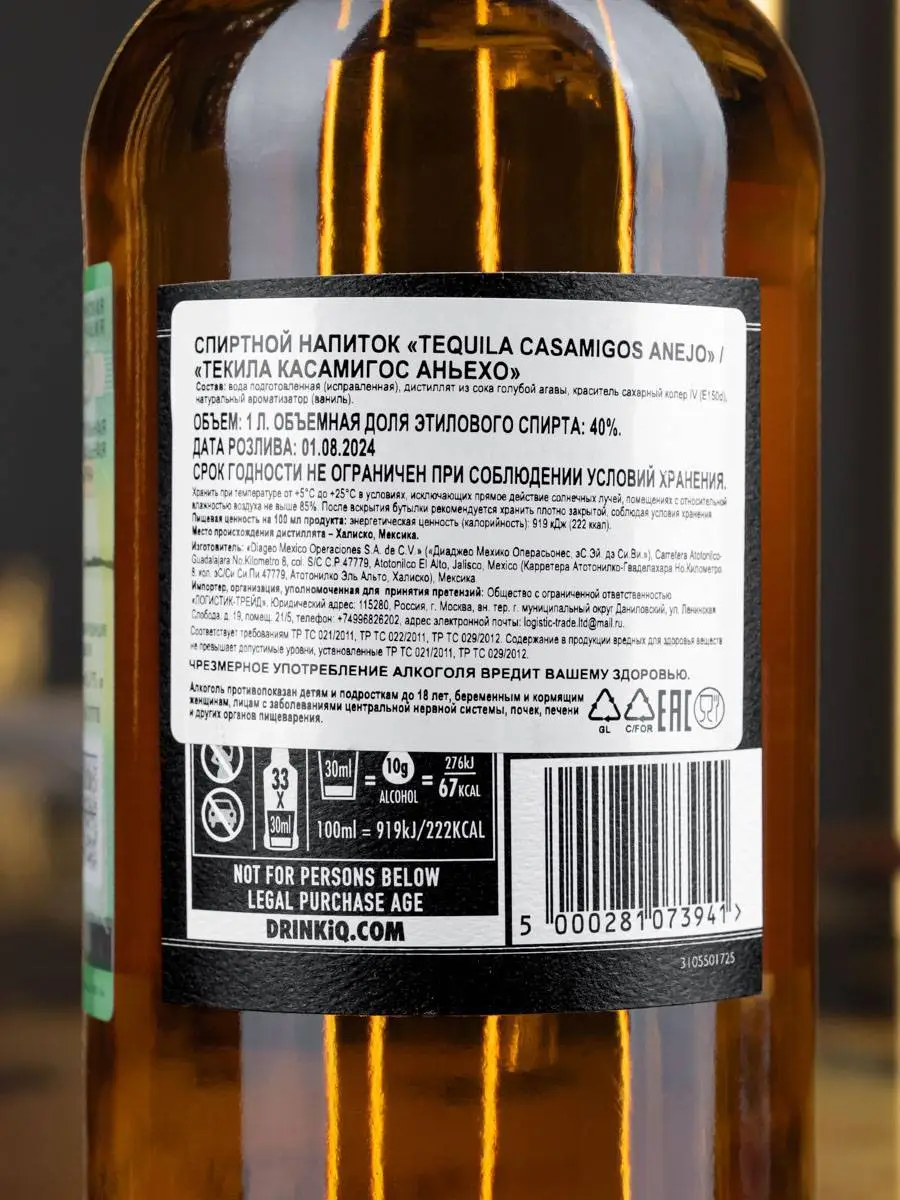 СПИРТНОЙ НАПИТОК «TEQUILA CASAMIGOS ANEJO» /
«ТЕКИЛА КАСАМИГОС АНЬЕХО»
Состав: вода подготовленная (исправленная), дистиллят из сока голубой агавы, краситель сахарный колер IV (E150d),
натуральный ароматизатор (ваниль).
ОБЪЕМ: 1 Л. ОБЪЕМНАЯ ДОЛЯ ЭТИЛОВОГО СПИРТА: 40%.
ДАТА РОЗЛИВА: 01.08.2024
СРОК ГОДНОСТИ НЕ ОГРАНИЧЕН ПРИ СОБЛЮДЕНИИ УСЛОВИЙ ХРАНЕНИЯ.
Хранить при температуре от +5°С до +25°С в условиях, исключающих прямое действие солнечных лучей, помещениях с относительной
влажностью воздуха не выше 85%. После вскрытия бутылки рекомендуется хранить плотно закрытой, соблюдая условия хранения
Пищевая ценность на 100 мл продукта: энергетическая ценность (калорийность): 919 кДж (222 ккал).
Место происхождения дистиллята – Халиско, Мексика.
Изготовитель: «Diageo Mexico Operaciones S.A. de C.V.» («Диаджео Мехико Операсьонес, эС.Эй. дэ Си.Ви.»), Carretera Atotonilco-
Guadalajara No.Kilometro 8, col. S/C C.P 47779, Atotonilco El Alto, Jalisco, Mexico (Карретера Атотонилко-Гвадалахара Но.Километро
8, кол. эС/Си Си.Пи 47779, Атотонилко Эль Альто, Халиско), Мексика.
Импортер, организация, уполномоченная для принятия претензий: Общество с ограниченной ответственностью
«ЛОГИСТИК-ТРЕЙД». Юридический адрес: 115280, Россия, г. Москва, вн. тер. г. муниципальный округ Даниловский, ул. Ленинская
Слобода, д. 19, помещ. 21/5, телефон: +74996826202, адрес электронной почты: logistic-trade.ltd@mail.ru.
Соответствует требованиям ТР ТС 021/2011, ТР ТС 022/2011, ТР ТС 029/2012. Содержание в продукции вредных для здоровья веществ
не превышает допустимые уровни, установленные ТР ТС 021/2011, ТР ТС 029/2012.
ЧРЕЗМЕРНОЕ УПОТРЕБЛЕНИЕ АЛКОГОЛЯ ВРЕДИТ ВАШЕМУ ЗДОРОВЬЮ.
Алкоголь противопоказан детям и подросткам до 18 лет, беременным и кормящим
женщинам, лицам с заболеваниями центральной нервной системы, почек, печени
и других органов пищеварения.
GL C/FOR EAC
33 X 30ml
30ml = 10g ALCOHOL = 276kJ 67KCAL
100ml = 919kJ/222KCAL
NOT FOR PERSONS BELOW
LEGAL PURCHASE AGE
DRINKiQ.COM
5 000281 073941 >
3105501725